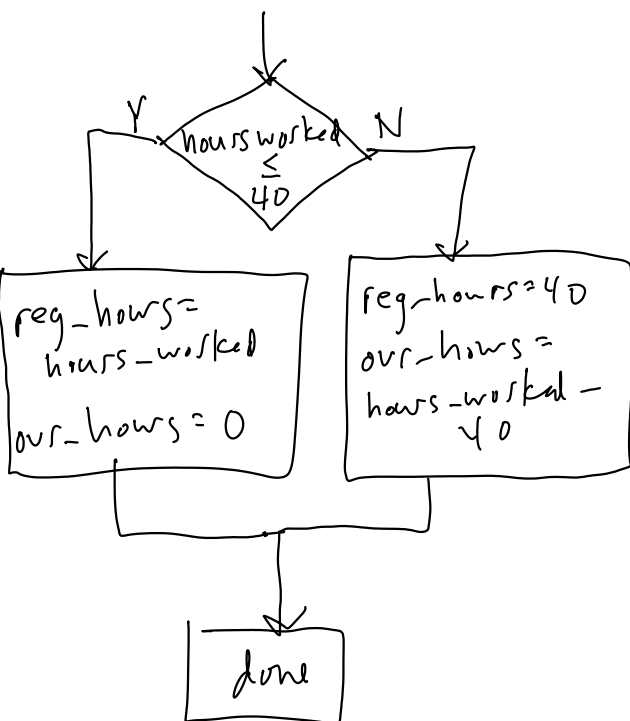 Y
hours worked
≤
40
N
reg_hours =
hours_worked
ovr_hours = 0
reg_hours = 40
ovr_hours =
hours_worked -
40
done